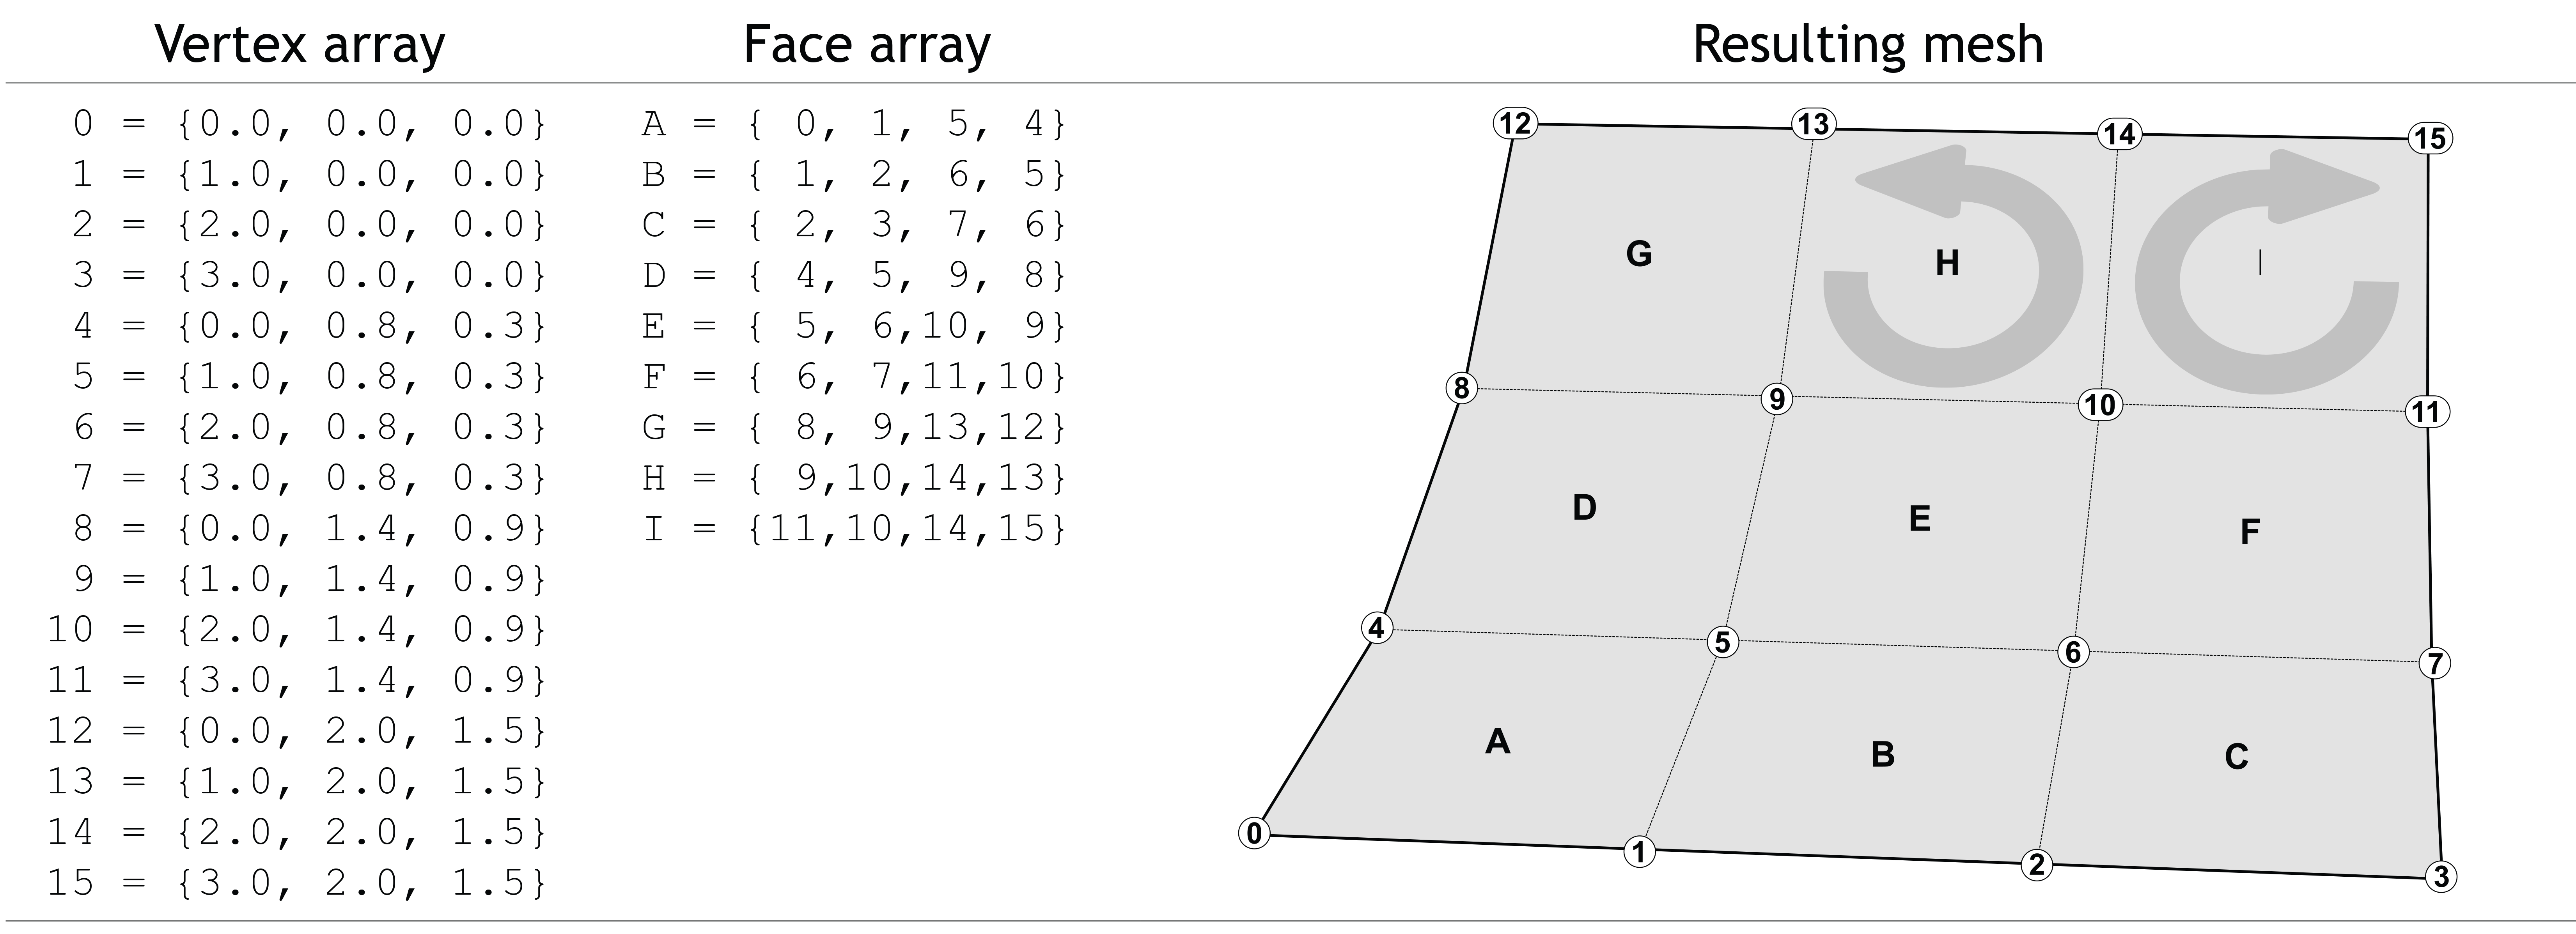 Vertex array Face array Resulting mesh
0 = {0.0, 0.0, 0.0}
1 = {1.0, 0.0, 0.0}
2 = {2.0, 0.0, 0.0}
3 = {3.0, 0.0, 0.0}
4 = {0.0, 0.8, 0.3}
5 = {1.0, 0.8, 0.3}
6 = {2.0, 0.8, 0.3}
7 = {3.0, 0.8, 0.3}
8 = {0.0, 1.4, 0.9}
9 = {1.0, 1.4, 0.9}
10 = {2.0, 1.4, 0.9}
11 = {3.0, 1.4, 0.9}
12 = {0.0, 2.0, 1.5}
13 = {1.0, 2.0, 1.5}
14 = {2.0, 2.0, 1.5}
15 = {3.0, 2.0, 1.5}
A = { 0, 1, 5, 4}
B = { 1, 2, 6, 5}
C = { 2, 3, 7, 6}
D = { 4, 5, 9, 8}
E = { 5, 6,10, 9}
F = { 6, 7,11,10}
G = { 8, 9,13,12}
H = { 9,10,14,13}
I = {11,10,14,15}
12 13 14 15
G H I
8 9 10 11
D E F
4 5 6 7
A B C
0 1 2 3